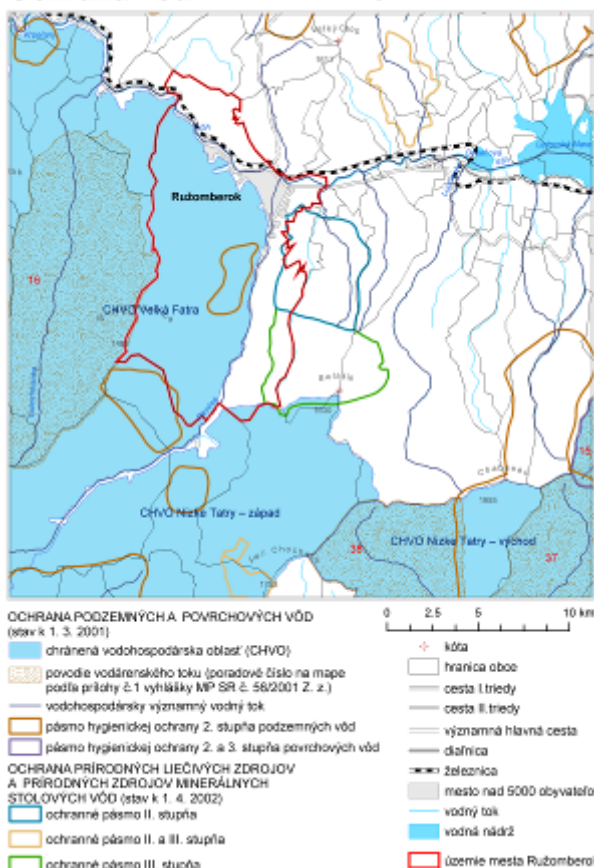 Ružomberok
16
CHVO Veľká Fatra
CHVO Nízke Tatry – západ
CHVO Nízke Tatry – východ
38
37
15
OCHRANA PODZEMNÝCH A POVRCHOVÝCH VÔD
(stav k 1. 3. 2001)
chránená vodohospodárska oblasť (CHVO)
povodie vodárenského toku (poradové číslo na mape
podľa prílohy č.1 vyhlášky MP SR č. 56/2001 Z. z.)
vodohospodársky významný vodný tok
pásmo hygienickej ochrany 2. stupňa podzemných vôd
pásmo hygienickej ochrany 2. a 3. stupňa povrchových vôd
OCHRANA PRÍRODNÝCH LIEČIVÝCH ZDROJOV
A PRÍRODNÝCH ZDROJOV MINERÁLNYCH
STOLOVÝCH VÔD (stav k 1. 4. 2002)
ochranné pásmo II. stupňa
ochranné pásmo II. a III. stupňa
ochranné pásmo III. stupňa
0 2.5 5 10 km
kóta
hranica obce
cesta I.triedy
cesta II.triedy
významná hlavná cesta
diaľnica
železnica
mesto nad 5000 obyvateľo
vodný tok
vodná nádrž
územie mesta Ružombero